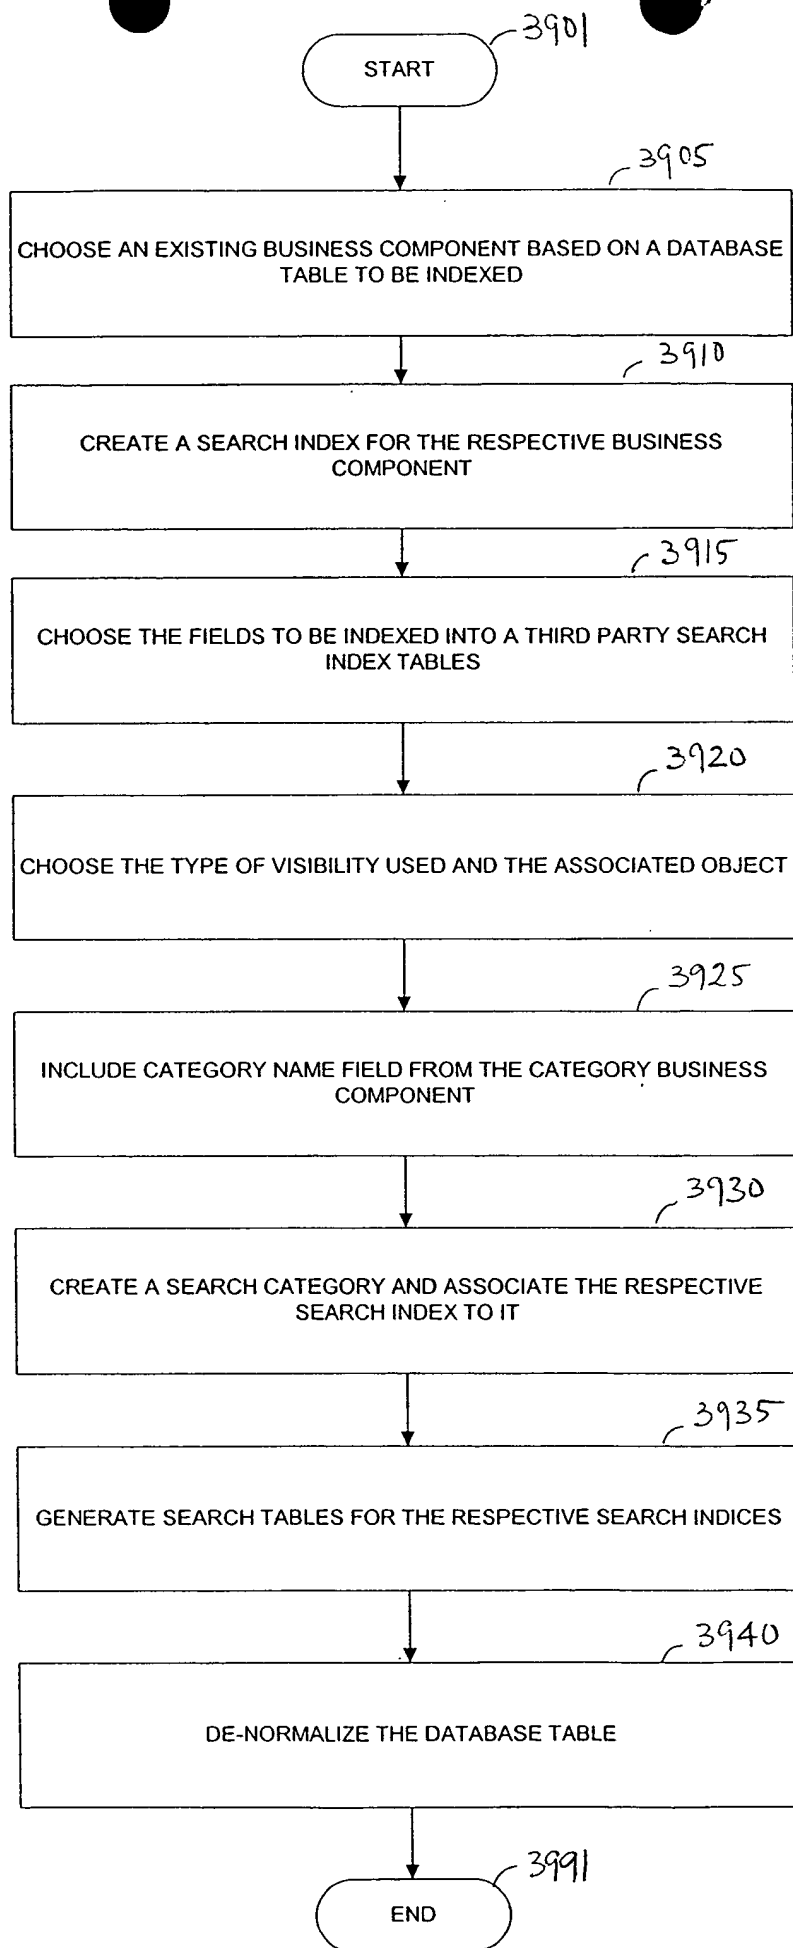 3901
START
3905
CHOOSE AN EXISTING BUSINESS COMPONENT BASED ON A DATABASE
TABLE TO BE INDEXED
3910
CREATE A SEARCH INDEX FOR THE RESPECTIVE BUSINESS
COMPONENT
3915
CHOOSE THE FIELDS TO BE INDEXED INTO A THIRD PARTY SEARCH
INDEX TABLES
3920
CHOOSE THE TYPE OF VISIBILITY USED AND THE ASSOCIATED OBJECT
3925
INCLUDE CATEGORY NAME FIELD FROM THE CATEGORY BUSINESS
COMPONENT
3930
CREATE A SEARCH CATEGORY AND ASSOCIATE THE RESPECTIVE
SEARCH INDEX TO IT
3935
GENERATE SEARCH TABLES FOR THE RESPECTIVE SEARCH INDICES
3940
DE-NORMALIZE THE DATABASE TABLE
3991
END